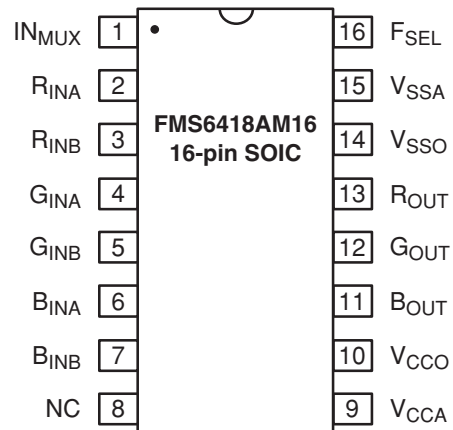 IN_MUX 1 16 F_SEL
R_INA 2 15 V_SSA
FMS6418AM16
R_INB 3 14 V_SSO
16-pin SOIC
G_INA 4 13 R_OUT
G_INB 5 12 G_OUT
B_INA 6 11 B_OUT
B_INB 7 10 V_CCO
NC 8 9 V_CCA